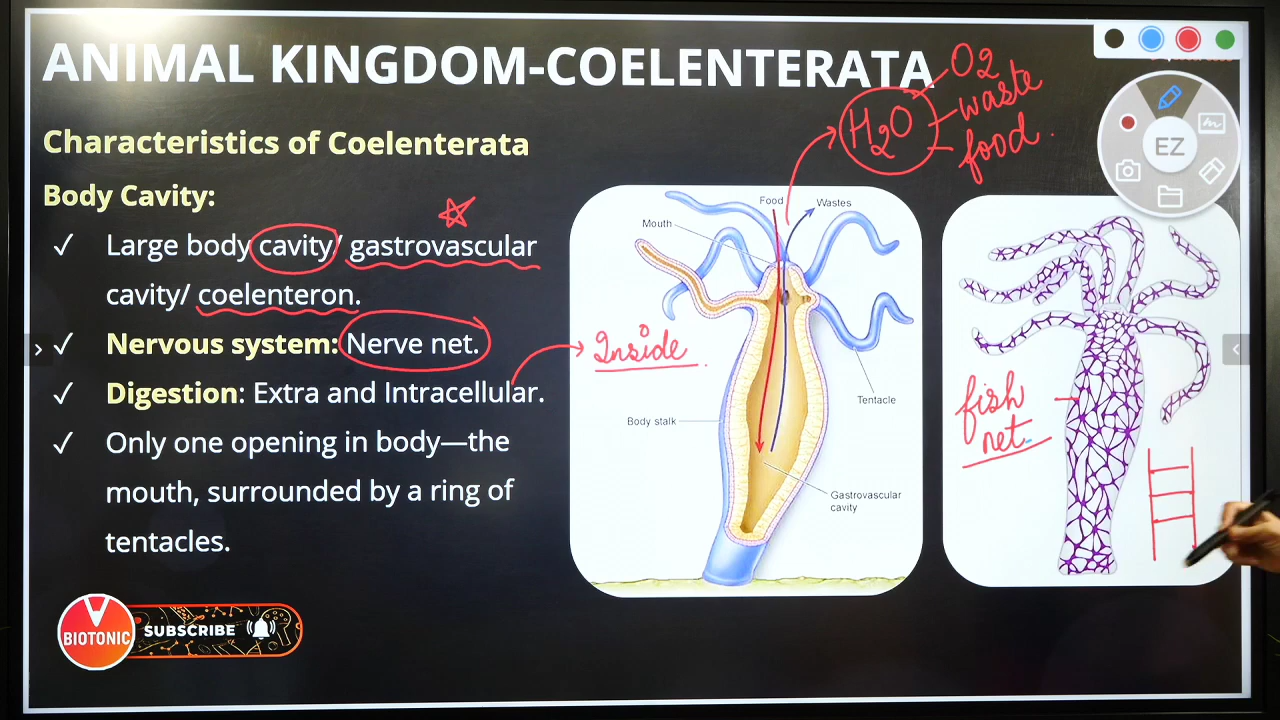 ANIMAL KINGDOM-COELENTERATA
O2
waste
food.
H2O
EZ
Characteristics of Coelenterata
Body Cavity:
✓ Large body cavity/ gastrovascular
cavity/ coelenteron.
✓ Nervous system: Nerve net.
✓ Digestion: Extra and Intracellular.
✓ Only one opening in body—the
mouth, surrounded by a ring of
tentacles.
Food
Wastes
Mouth
Inside
Tentacle
Body stalk
Gastrovascular
cavity
fish
net
BIOTONIC
SUBSCRIBE